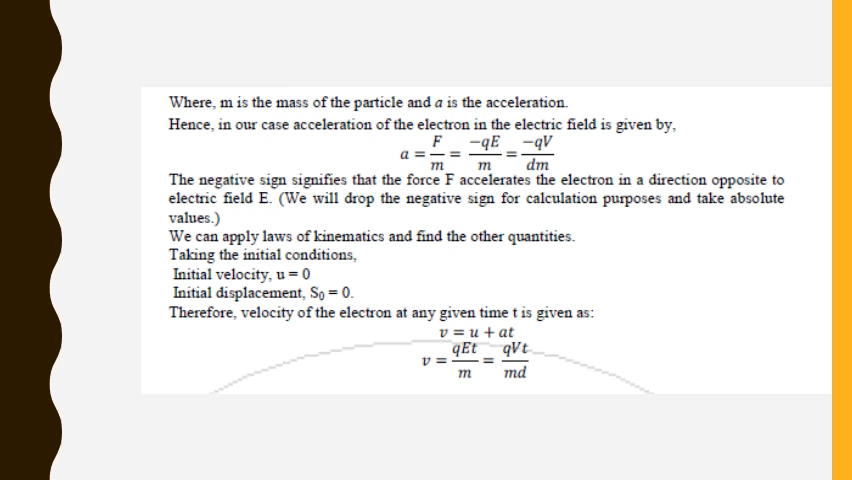 Where, m is the mass of the particle and a is the acceleration.
Hence, in our case acceleration of the electron in the electric field is given by,
a = F/m = −qE/m = −qV/dm
The negative sign signifies that the force F accelerates the electron in a direction opposite to
electric field E. (We will drop the negative sign for calculation purposes and take absolute
values.)
We can apply laws of kinematics and find the other quantities.
Taking the initial conditions,
Initial velocity, u = 0
Initial displacement, S₀ = 0.
Therefore, velocity of the electron at any given time t is given as:
v = u + at
v = qEt/m = qVt/md